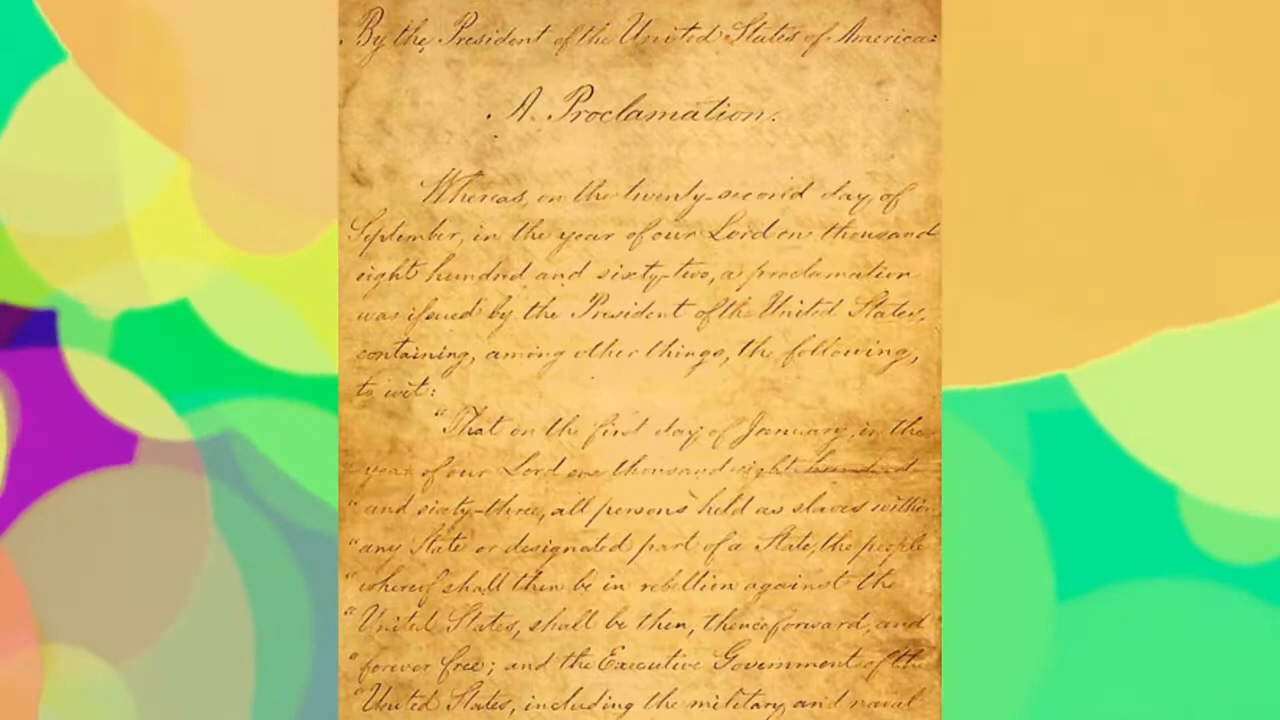 By the President of the United States of America:
A Proclamation.
Whereas, on the twenty-second day of
September, in the year of our Lord one thousand
eight hundred and sixty-two, a proclamation
was issued by the President of the United States,
containing, among other things, the following,
to wit:
"That on the first day of January, in the
"year of our Lord one thousand eight hundred
"and sixty-three, all persons held as slaves within
"any State or designated part of a State, the people
"whereof shall then be in rebellion against the
"United States, shall be then, thenceforward, and
"forever free; and the Executive Government of the
"United States, including the military and naval